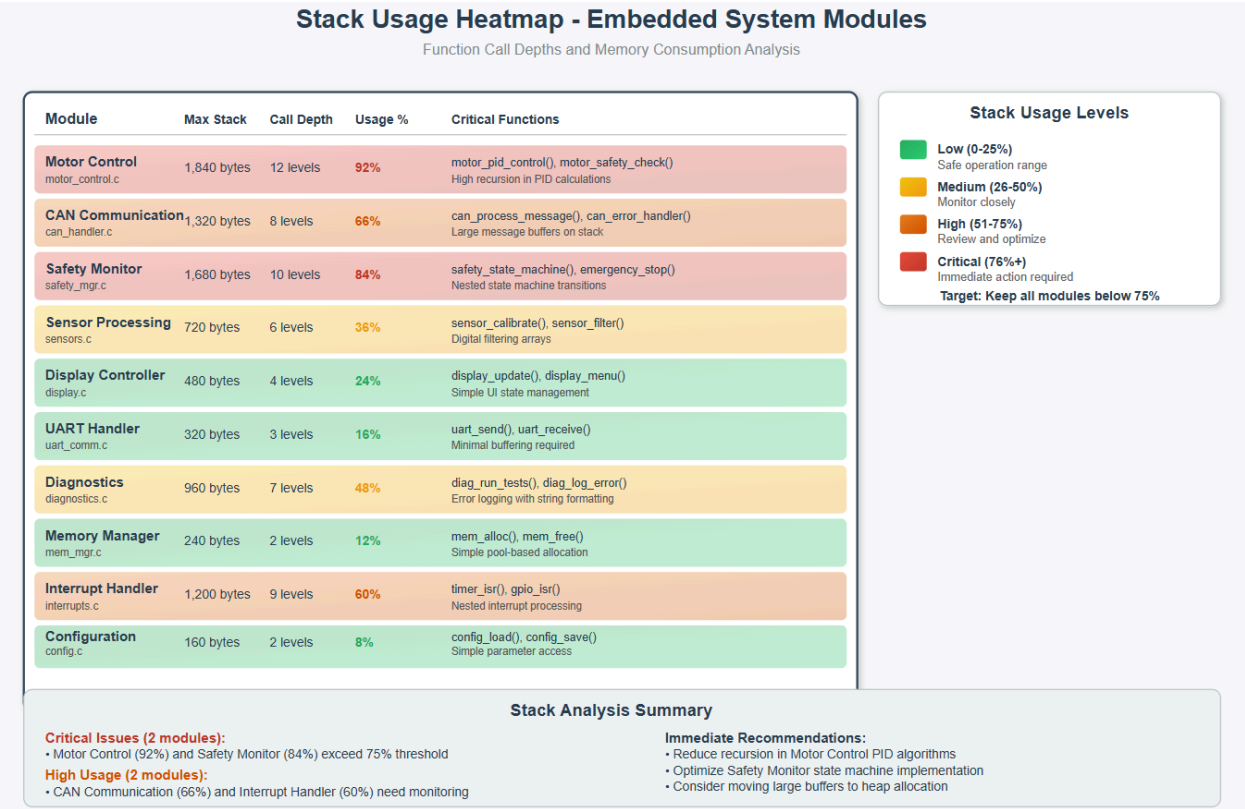 Stack Usage Heatmap - Embedded System Modules
Function Call Depths and Memory Consumption Analysis
Module Max Stack Call Depth Usage % Critical Functions
Motor Control 1,840 bytes 12 levels 92% motor_pid_control(), motor_safety_check()
motor_control.c High recursion in PID calculations
CAN Communication 1,320 bytes 8 levels 66% can_process_message(), can_error_handler()
can_handler.c Large message buffers on stack
Safety Monitor 1,680 bytes 10 levels 84% safety_state_machine(), emergency_stop()
safety_mgr.c Nested state machine transitions
Sensor Processing 720 bytes 6 levels 36% sensor_calibrate(), sensor_filter()
sensors.c Digital filtering arrays
Display Controller 480 bytes 4 levels 24% display_update(), display_menu()
display.c Simple UI state management
UART Handler 320 bytes 3 levels 16% uart_send(), uart_receive()
uart_comm.c Minimal buffering required
Diagnostics 960 bytes 7 levels 48% diag_run_tests(), diag_log_error()
diagnostics.c Error logging with string formatting
Memory Manager 240 bytes 2 levels 12% mem_alloc(), mem_free()
mem_mgr.c Simple pool-based allocation
Interrupt Handler 1,200 bytes 9 levels 60% timer_isr(), gpio_isr()
interrupts.c Nested interrupt processing
Configuration 160 bytes 2 levels 8% config_load(), config_save()
config.c Simple parameter access
Stack Usage Levels
Low (0-25%)
Safe operation range
Medium (26-50%)
Monitor closely
High (51-75%)
Review and optimize
Critical (76%+)
Immediate action required
Target: Keep all modules below 75%
Stack Analysis Summary
Critical Issues (2 modules):
• Motor Control (92%) and Safety Monitor (84%) exceed 75% threshold
High Usage (2 modules):
• CAN Communication (66%) and Interrupt Handler (60%) need monitoring
Immediate Recommendations:
• Reduce recursion in Motor Control PID algorithms
• Optimize Safety Monitor state machine implementation
• Consider moving large buffers to heap allocation